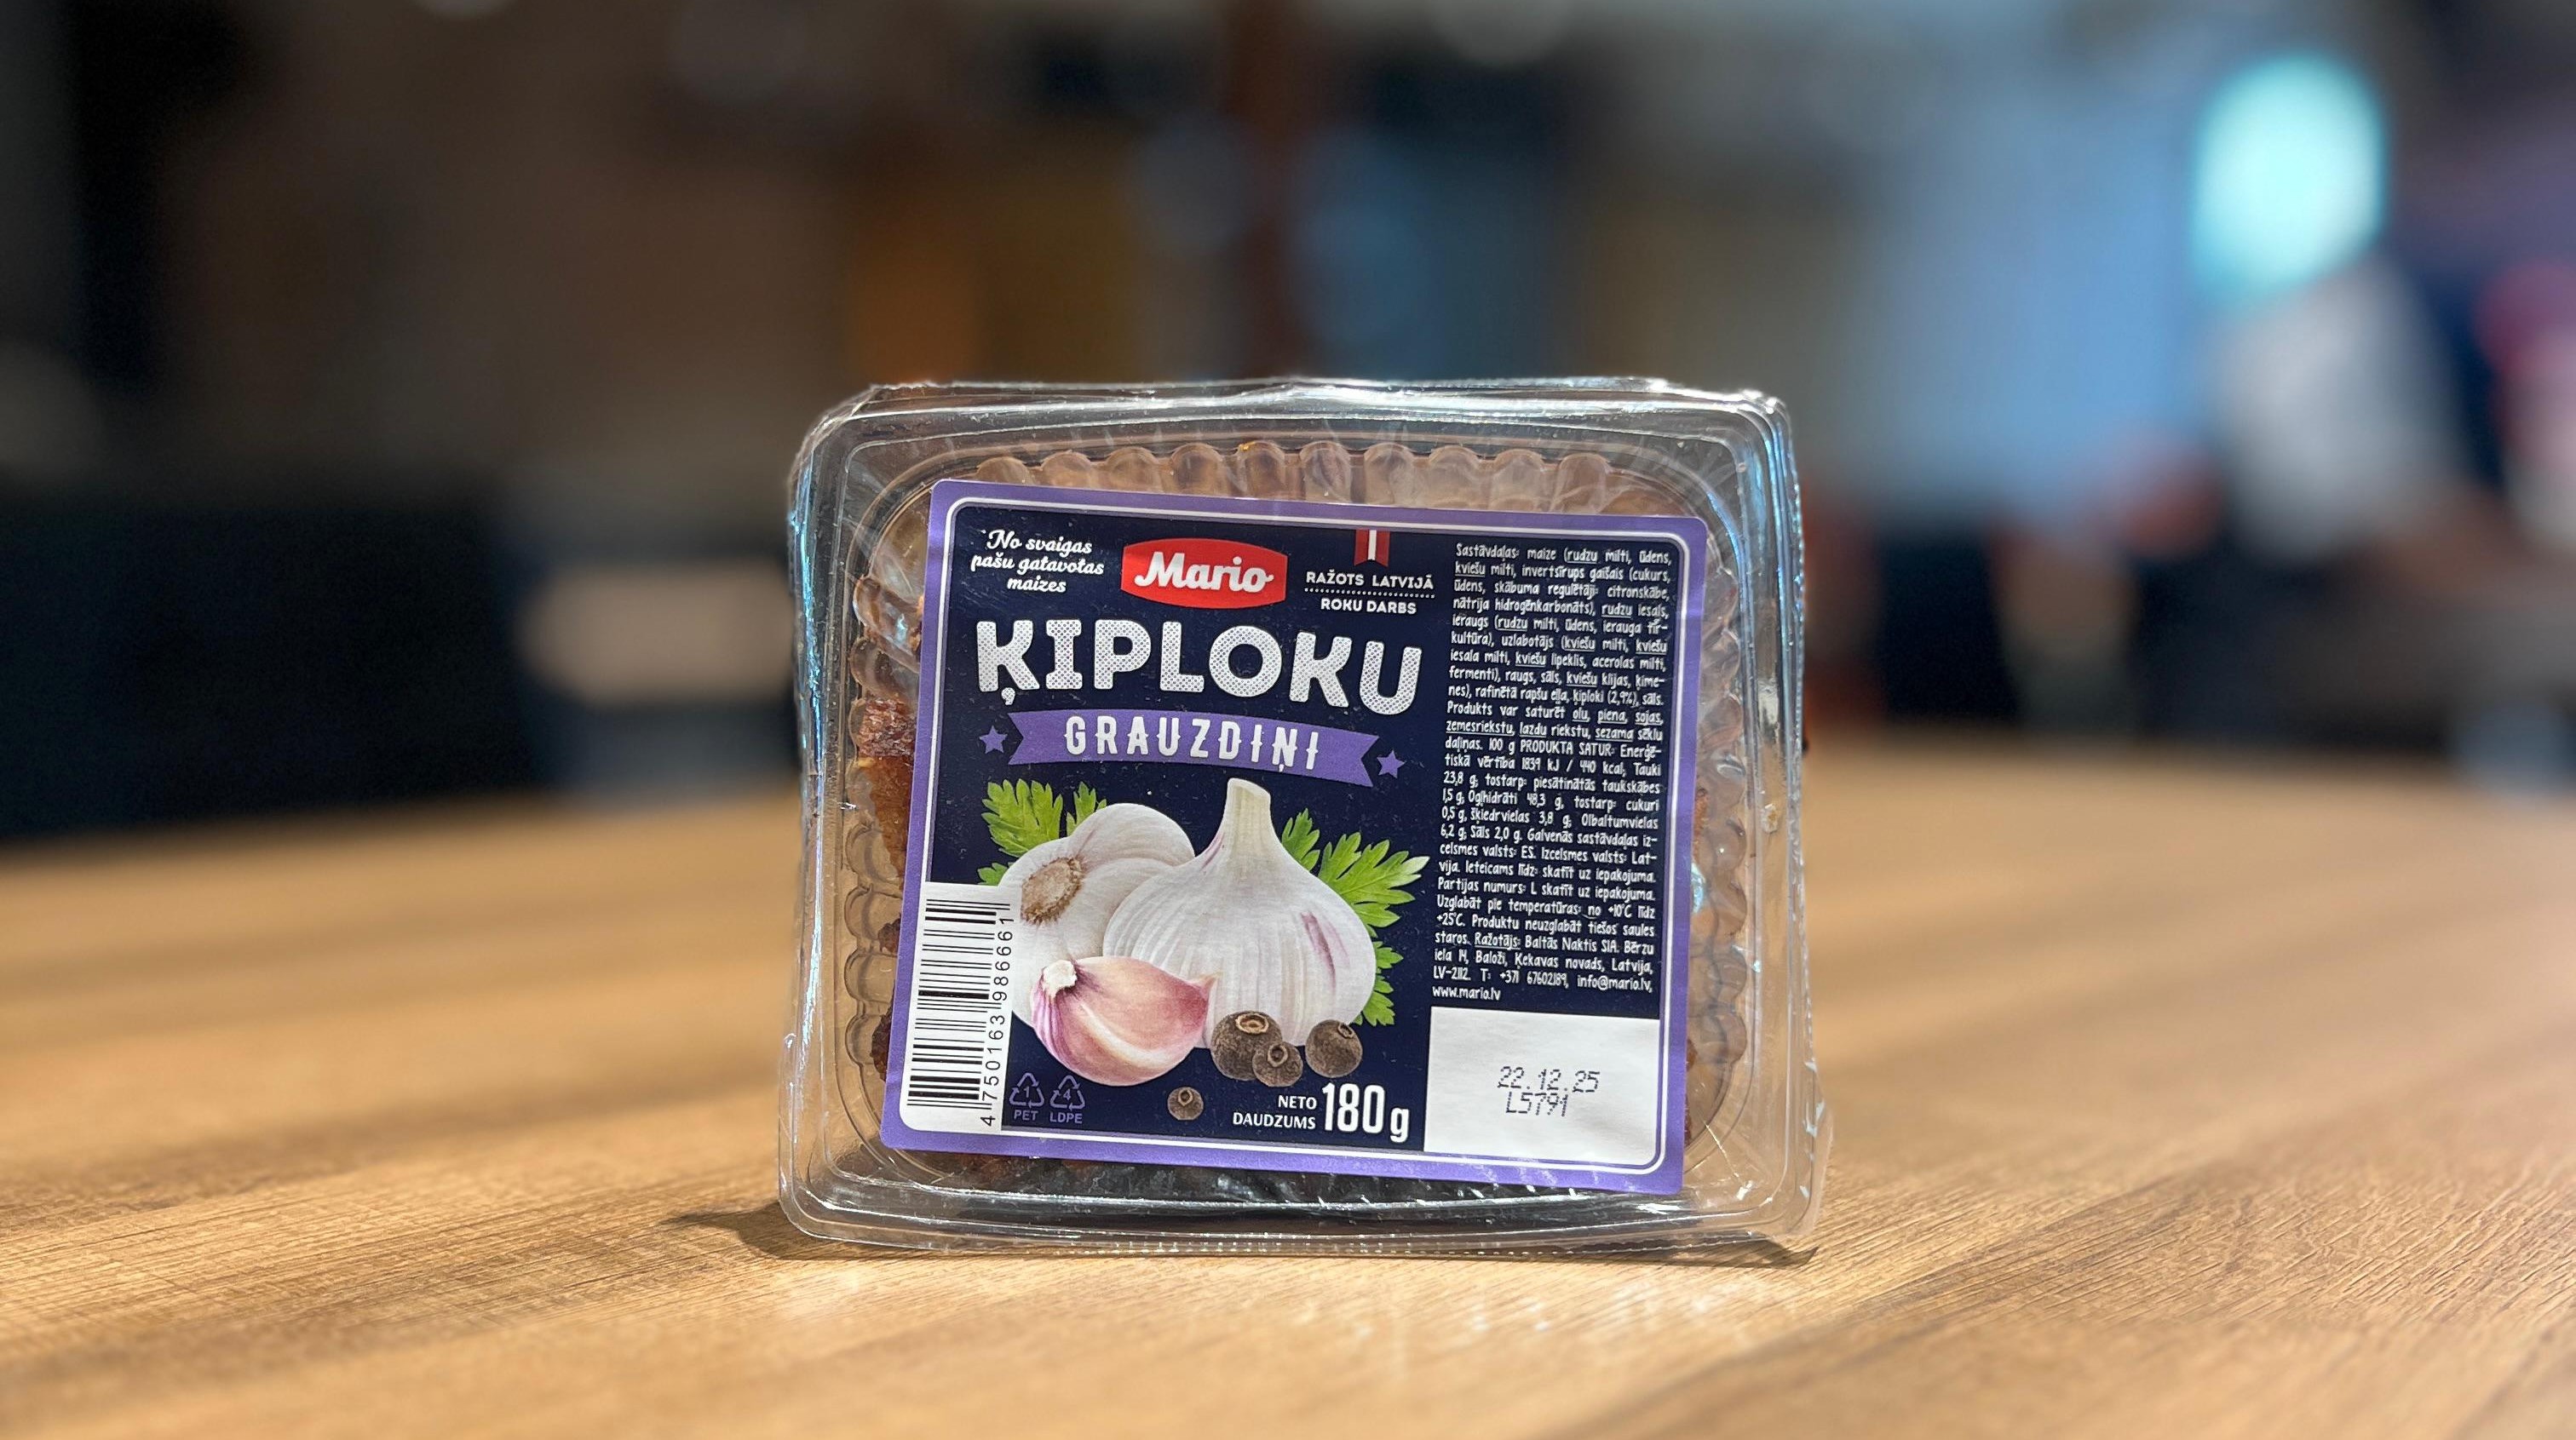 No svaigas
pašu gatavotas
maizes
Mario
RAŽOTS LATVIJĀ
ROKU DARBS
ĶIPLOKU
GRAUZDIŅI
Sastāvdaļas: maize (rudzu milti, ūdens,
kviešu milti, invertsīrups gaišais (cukurs,
ūdens, skābuma regulētāji: citronskābe,
nātrija hidrogēnkarbonāts), rudzu iesals,
ieraugs (rudzu milti, ūdens, ierauga tīr-
kultūra), uzlabotājs (kviešu milti, kviešu
iesala milti, kviešu lipeklis, acerolas milti,
fermenti), raugs, sāls, kviešu klijas, ķime-
nes), rafinēta rapšu eļļa, ķiploki (2,9%), sāls.
Produkts var saturēt olu, piena, sojas,
zemesriekstu, lazdu riekstu, sezama sēklu
daļiņas. 100 g PRODUKTA SATUR: Enerģē-
tiskā vērtība 1839 kJ / 440 kcal; Tauki
23,8 g, tostarp: piesātinātās taukskābes
1,5 g; Ogļhidrāti 48,3 g, tostarp: cukuri
0,5 g, šķiedrvielas 3,8 g; Olbaltumvielas
6,2 g; Sāls 2,0 g. Galvenās sastāvdaļas iz-
celsmes valsts: ES. Izcelsmes valsts: Lat-
vija. Ieteicams līdz: skatīt uz iepakojuma.
Partijas numurs: L skatīt uz iepakojuma.
Uzglabāt pie temperatūras: no +10°C līdz
+25°C. Produktu neuzglabāt tiešos saules
staros. Ražotājs: Baltās Naktis SIA. Bērzu
iela 14, Baloži, Ķekavas novads, Latvija,
LV-2112. T: +371 67602189, info@mario.lv,
www.mario.lv
4 750163 986661
1 4
PET LDPE
NETO
DAUDZUMS 180 g
22.12.25
L5791